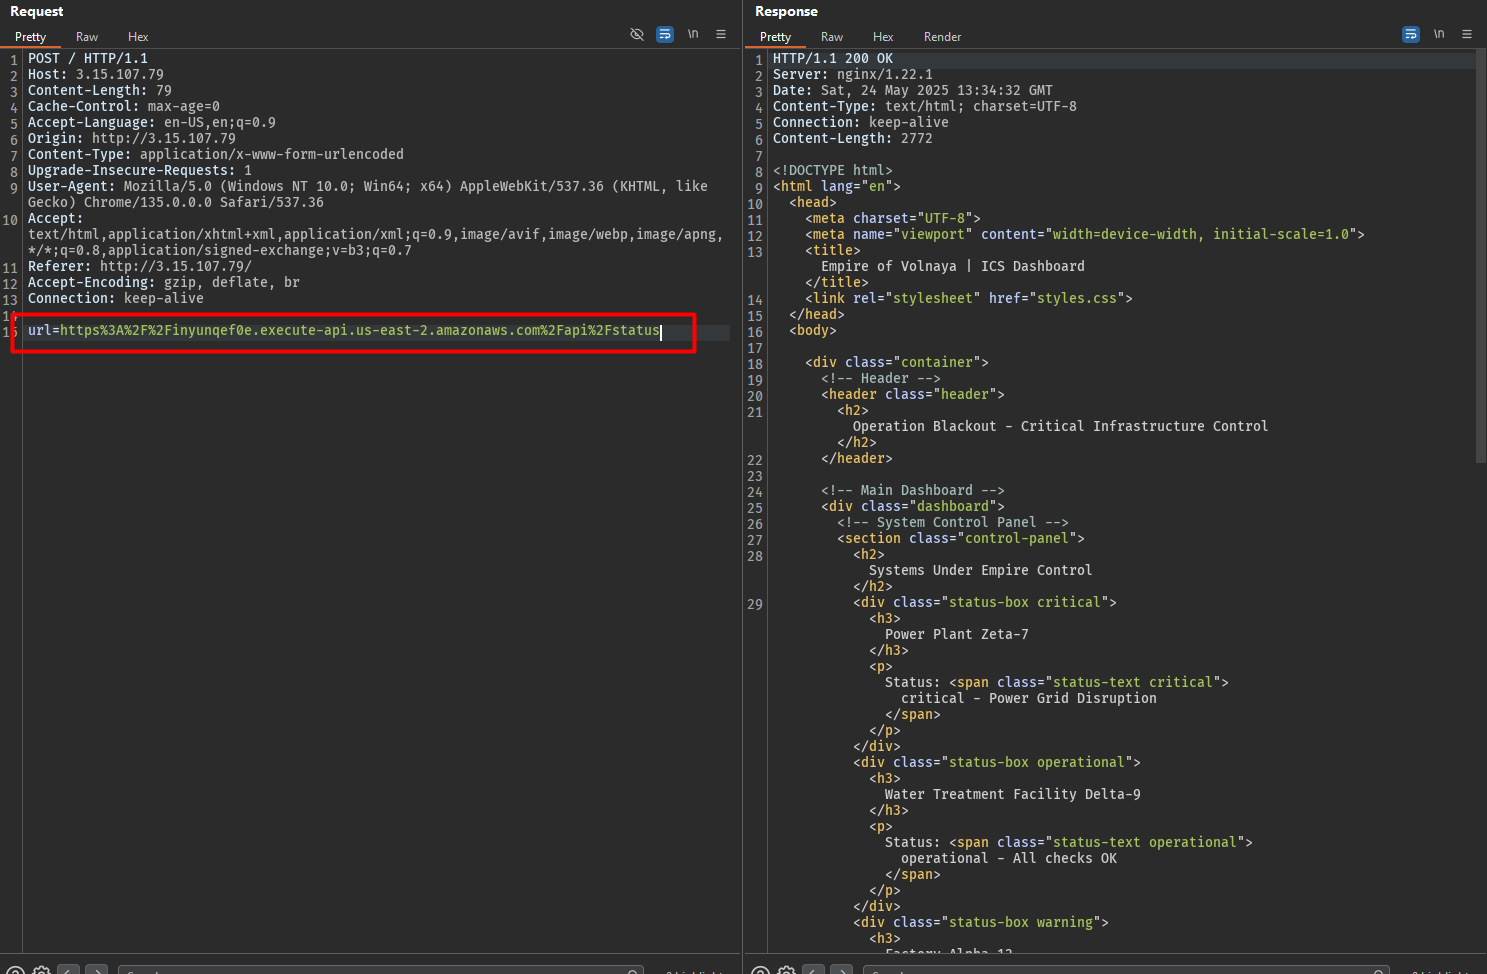 Request
Pretty Raw Hex \n
1 POST / HTTP/1.1
2 Host: 3.15.107.79
3 Content-Length: 79
4 Cache-Control: max-age=0
5 Accept-Language: en-US,en;q=0.9
6 Origin: http://3.15.107.79
7 Content-Type: application/x-www-form-urlencoded
8 Upgrade-Insecure-Requests: 1
9 User-Agent: Mozilla/5.0 (Windows NT 10.0; Win64; x64) AppleWebKit/537.36 (KHTML, like
Gecko) Chrome/135.0.0.0 Safari/537.36
10 Accept:
text/html,application/xhtml+xml,application/xml;q=0.9,image/avif,image/webp,image/apng,
*/*;q=0.8,application/signed-exchange;v=b3;q=0.7
11 Referer: http://3.15.107.79/
12 Accept-Encoding: gzip, deflate, br
13 Connection: keep-alive
14
15 url=https%3A%2F%2Finyunqef0e.execute-api.us-east-2.amazonaws.com%2Fapi%2Fstatus
Response
Pretty Raw Hex Render \n
1 HTTP/1.1 200 OK
2 Server: nginx/1.22.1
3 Date: Sat, 24 May 2025 13:34:32 GMT
4 Content-Type: text/html; charset=UTF-8
5 Connection: keep-alive
6 Content-Length: 2772
7
8 <!DOCTYPE html>
9 <html lang="en">
10 <head>
11 <meta charset="UTF-8">
12 <meta name="viewport" content="width=device-width, initial-scale=1.0">
13 <title>
Empire of Volnaya | ICS Dashboard
</title>
14 <link rel="stylesheet" href="styles.css">
15 </head>
16 <body>
17
18 <div class="container">
19 <!-- Header -->
20 <header class="header">
21 <h2>
Operation Blackout - Critical Infrastructure Control
</h2>
22 </header>
23
24 <!-- Main Dashboard -->
25 <div class="dashboard">
26 <!-- System Control Panel -->
27 <section class="control-panel">
28 <h2>
Systems Under Empire Control
</h2>
29 <div class="status-box critical">
<h3>
Power Plant Zeta-7
</h3>
<p>
Status: <span class="status-text critical">
critical - Power Grid Disruption
</span>
</p>
</div>
<div class="status-box operational">
<h3>
Water Treatment Facility Delta-9
</h3>
<p>
Status: <span class="status-text operational">
operational - All checks OK
</span>
</p>
</div>
<div class="status-box warning">
<h3>
Factory Alpha-12